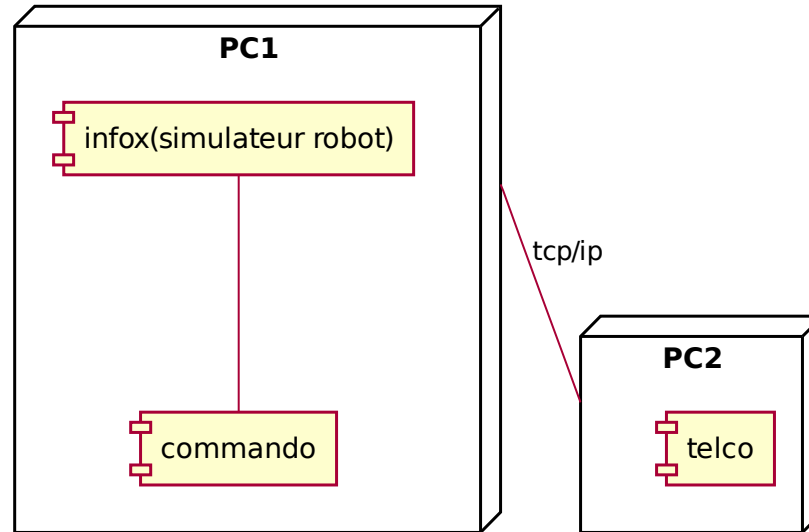 PC1
infox(simulateur robot)
tcp/ip
PC2
commando
telco